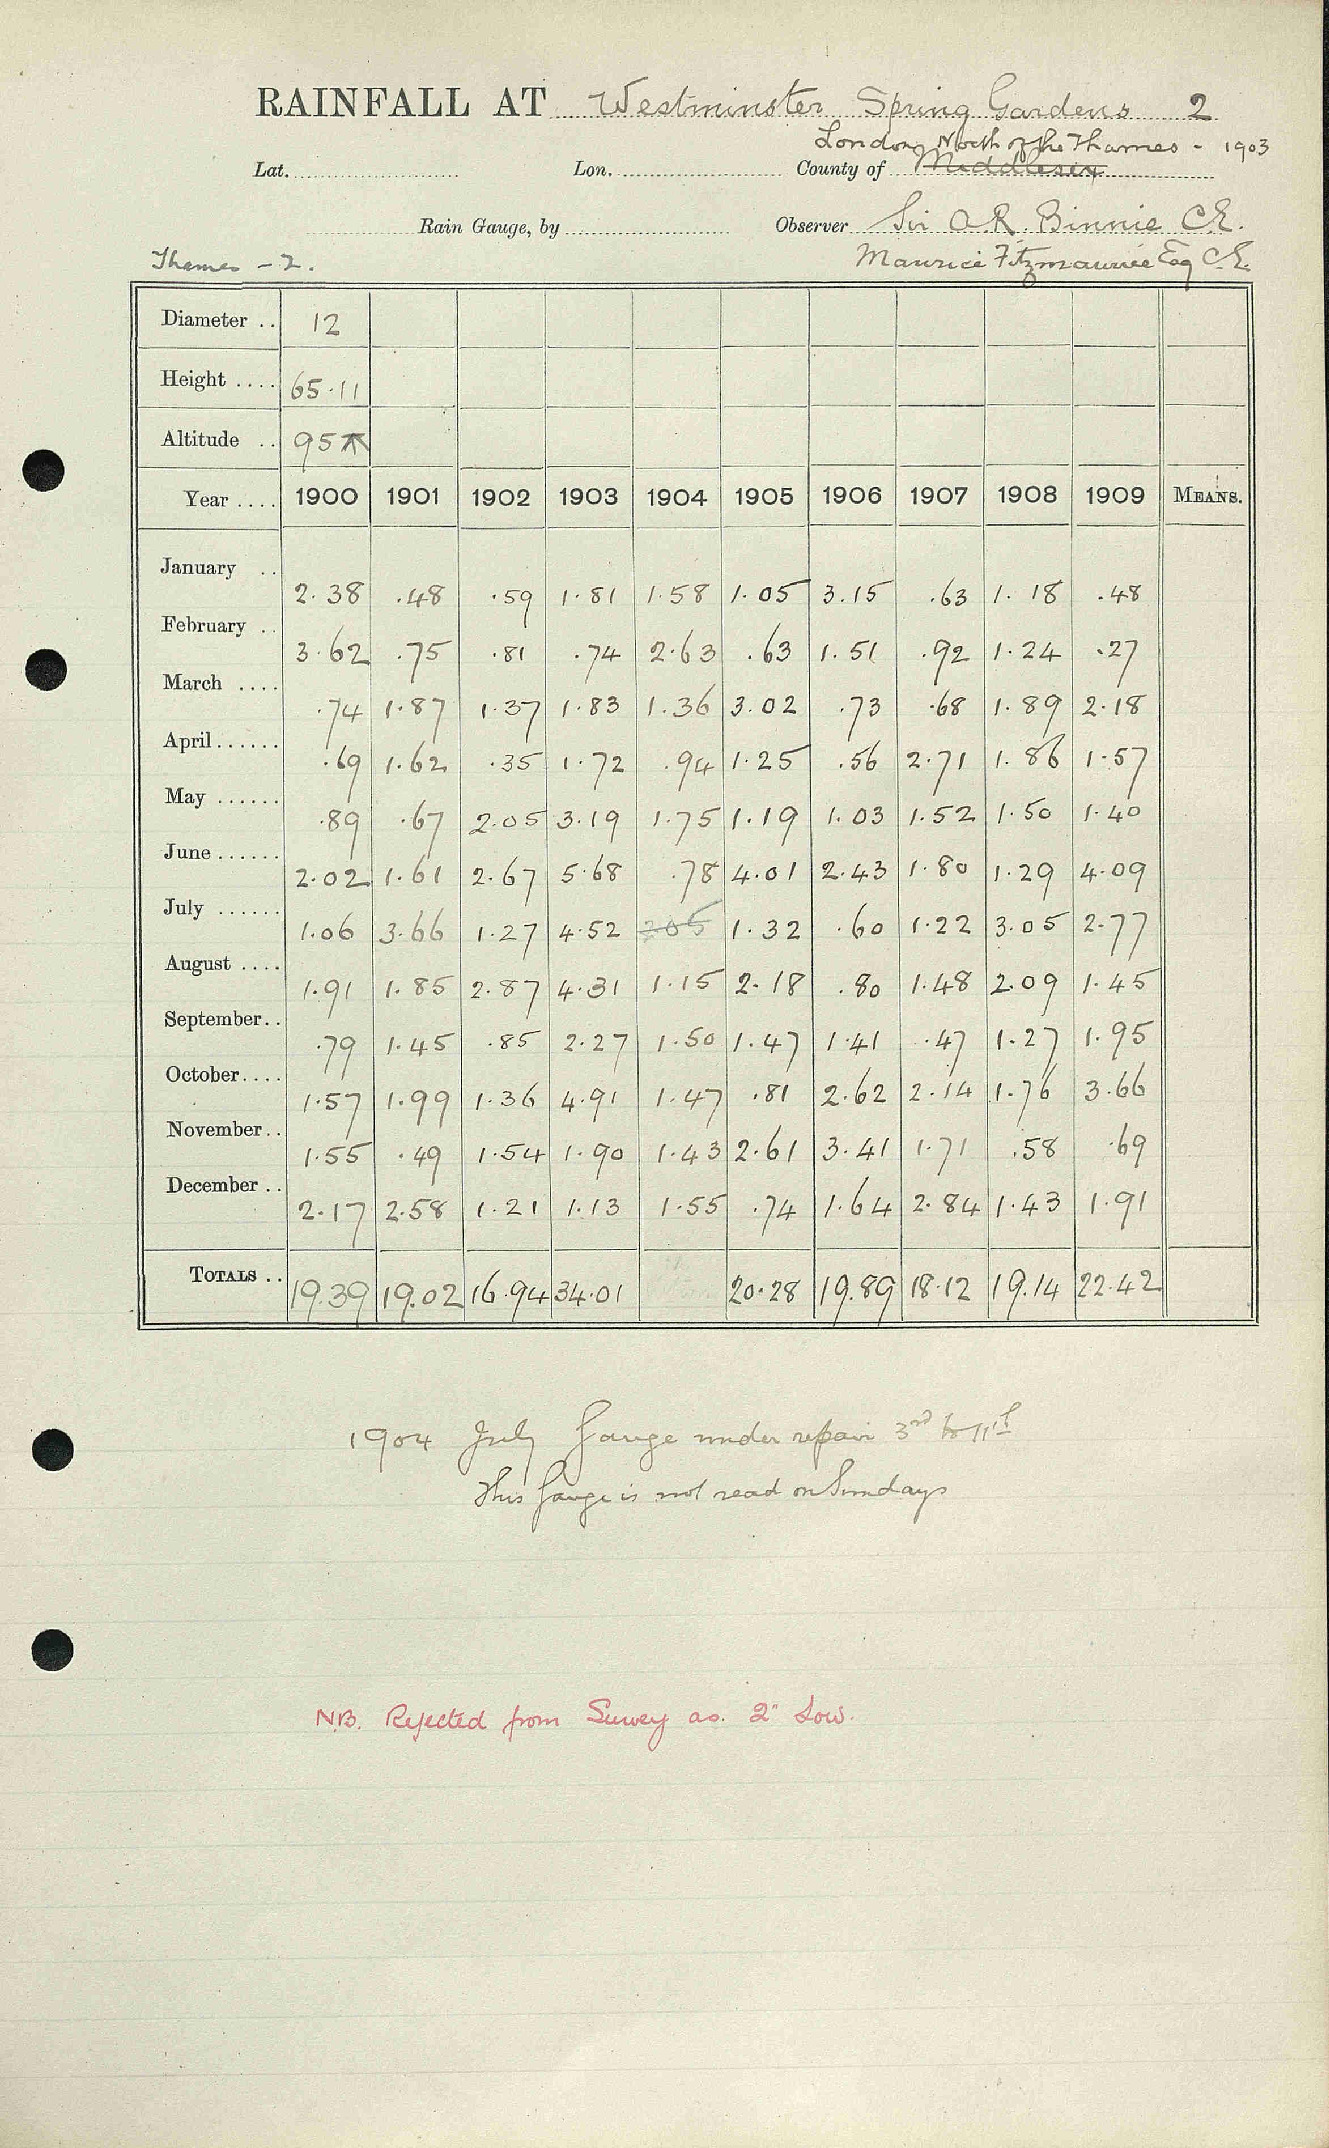 RAINFALL AT Westminster Spring Gardens 2
London, North of the Thames - 1903
Lat. Lon. County of Middlesex
Rain Gauge, by Observer Sir A.R. Binnie C.E.
Thames - 2. Maurice Fitzmaurice Esq C.E.
Diameter .. 12
Height .... 65.11
Altitude .. 95
Year .... 1900 1901 1902 1903 1904 1905 1906 1907 1908 1909 MEANS.
January .. 2.38 .48 .59 1.81 1.58 1.05 3.15 .63 1.18 .48
February .. 3.62 .75 .81 .74 2.63 .63 1.51 .92 1.24 .27
March .... .74 1.87 1.37 1.83 1.36 3.02 .73 .68 1.89 2.18
April...... .69 1.62 .35 1.72 .94 1.25 .56 2.71 1.86 1.57
May ...... .89 .67 2.05 3.19 1.75 1.19 1.03 1.52 1.50 1.40
June ...... 2.02 1.61 2.67 5.68 .78 4.01 2.43 1.80 1.29 4.09
July ...... 1.06 3.66 1.27 4.52 205 1.32 .60 1.22 3.05 2.77
August .... 1.91 1.85 2.87 4.31 1.15 2.18 .80 1.48 2.09 1.45
September.. .79 1.45 .85 2.27 1.50 1.47 1.41 .47 1.27 1.95
October.... 1.57 1.99 1.36 4.91 1.47 .81 2.62 2.14 1.76 3.66
November.. 1.55 .49 1.54 1.90 1.43 2.61 3.41 1.71 .58 .69
December .. 2.17 2.58 1.21 1.13 1.55 .74 1.64 2.84 1.43 1.91
TOTALS .. 19.39 19.02 16.94 34.01 20.28 19.89 18.12 19.14 22.42
1904 July Gauge under repair 3rd to 11th
This gauge is not read on Sundays
NB. Rejected from Survey as 2" low.